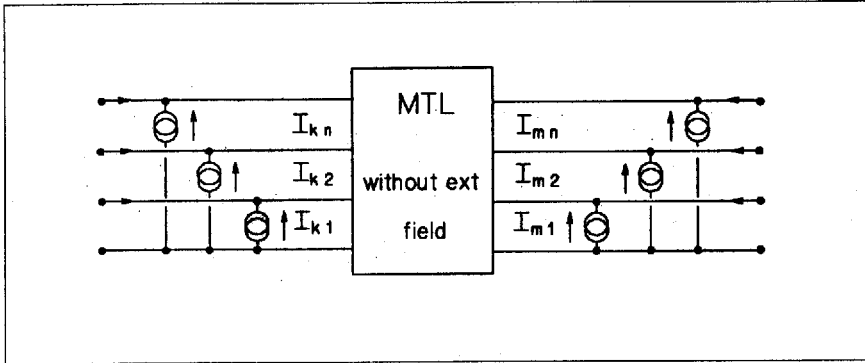 MTL
I_kn
I_mn
I_k2
without ext
I_m2
I_k1
field
I_m1